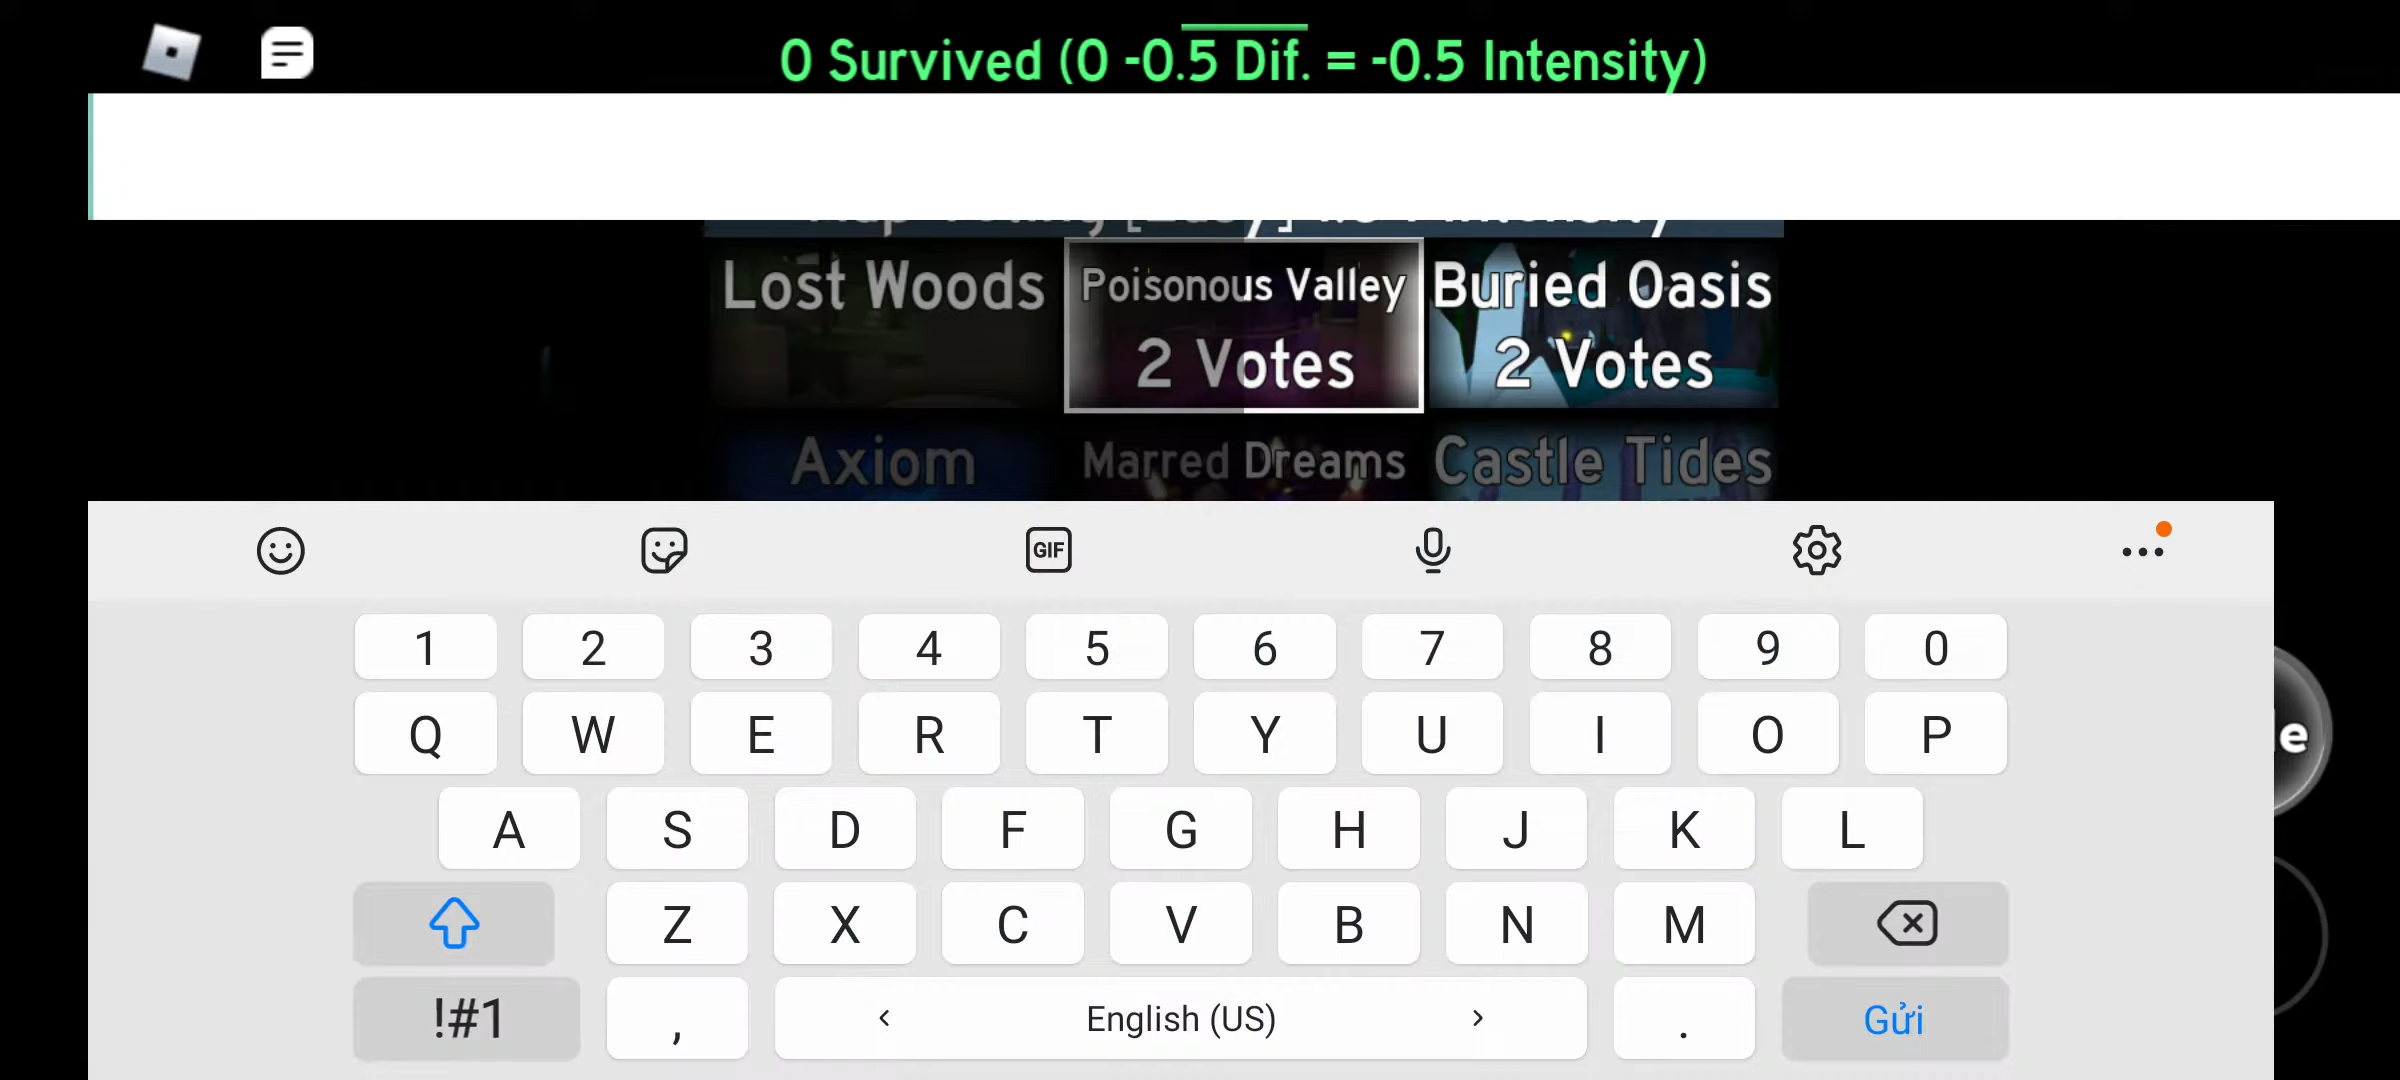 0 Survived (0 -0.5 Dif. = -0.5 Intensity)
Lost Woods
Poisonous Valley
2 Votes
Buried Oasis
2 Votes
Axiom
Marred Dreams
Castle Tides
GIF
1 2 3 4 5 6 7 8 9 0
Q W E R T Y U I O P
A S D F G H J K L
Z X C V B N M
!#1 , < English (US) > . Gửi